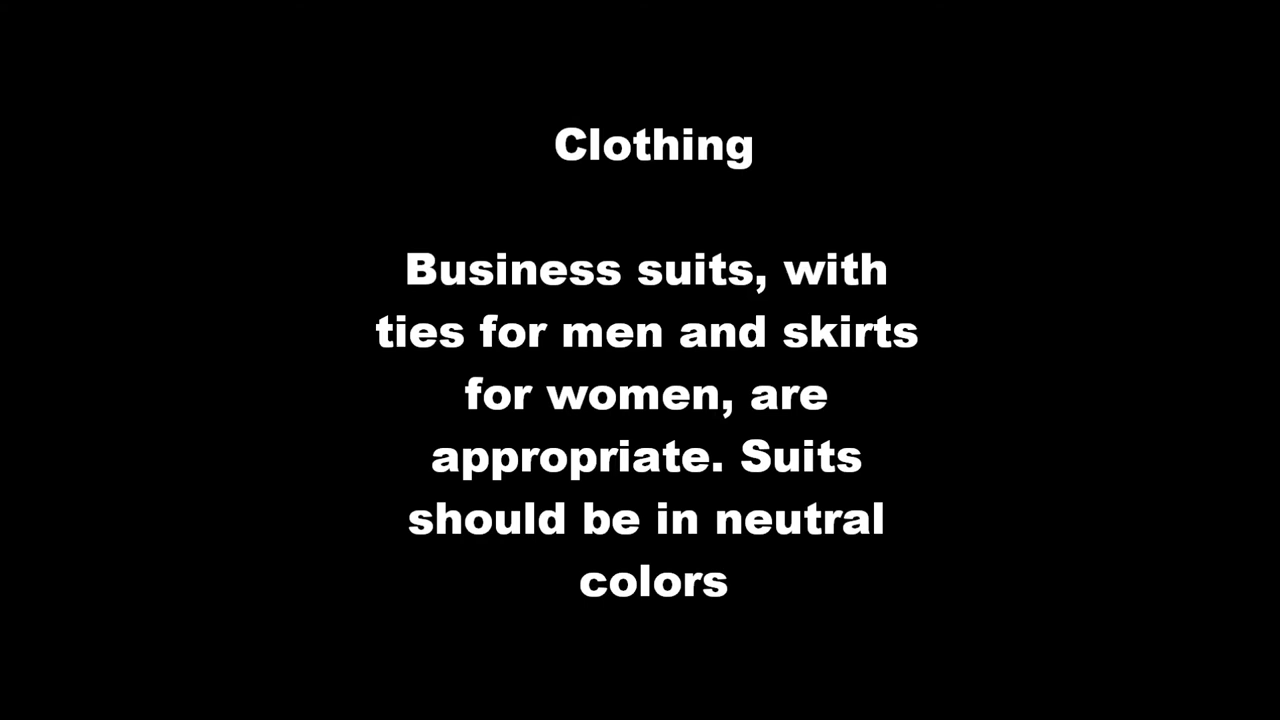 Clothing
Business suits, with
ties for men and skirts
for women, are
appropriate. Suits
should be in neutral
colors